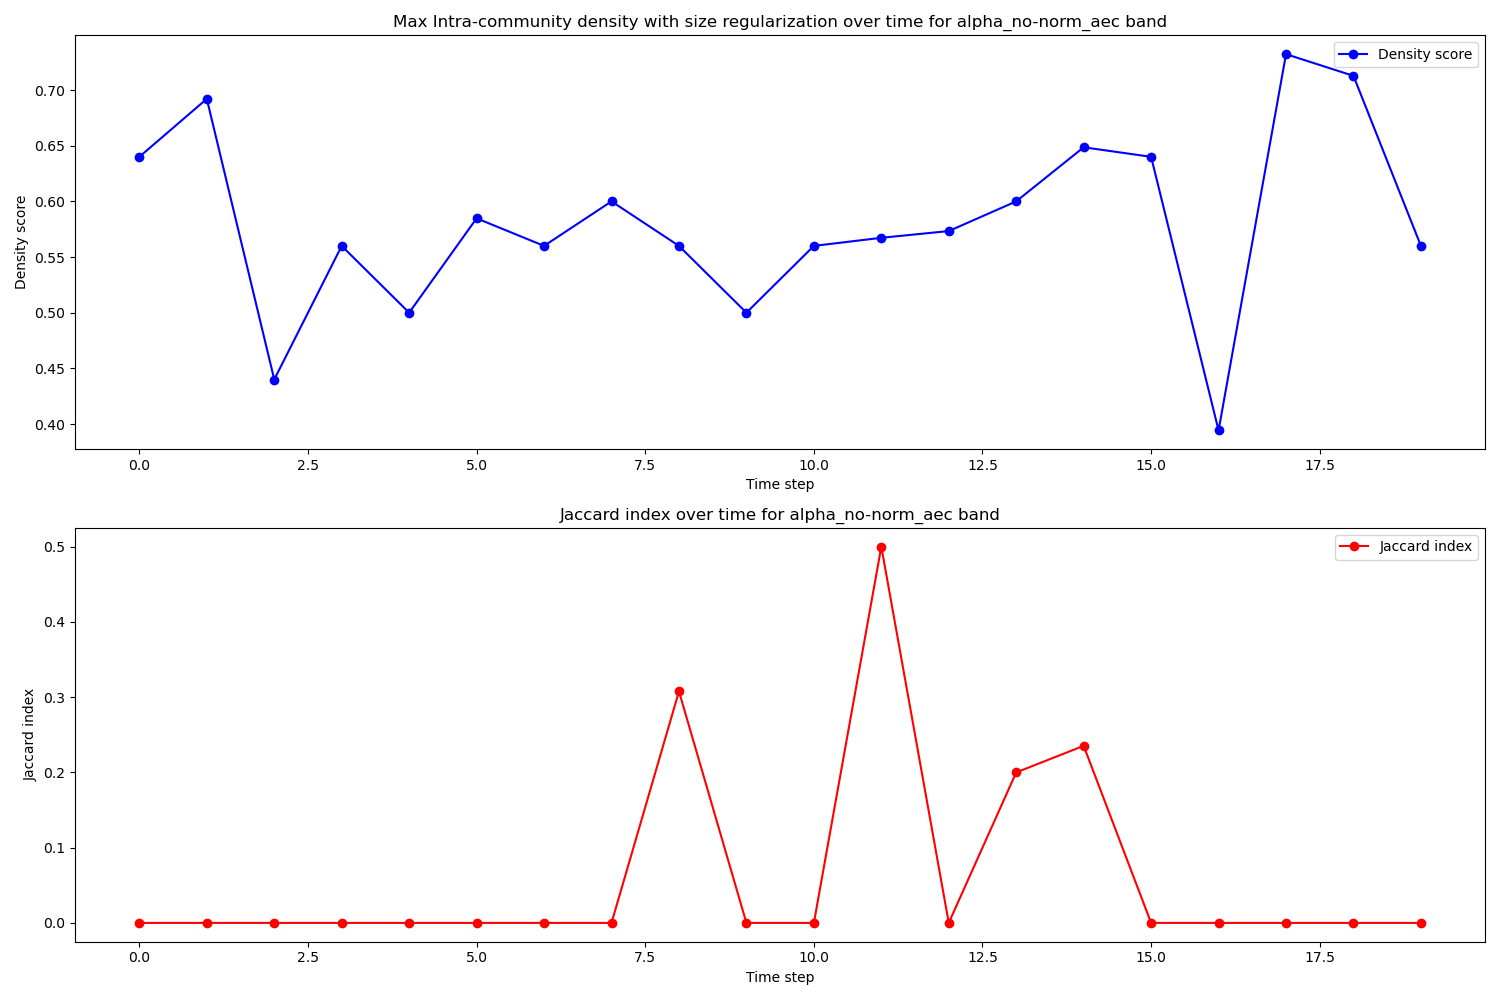 Max Intra-community density with size regularization over time for alpha_no-norm_aec band
Density score
0.70
0.65
0.60
0.55
0.50
0.45
0.40
Density score
0.0 2.5 5.0 7.5 10.0 12.5 15.0 17.5
Time step
Jaccard index over time for alpha_no-norm_aec band
Jaccard index
0.5
0.4
0.3
0.2
0.1
0.0
Jaccard index
0.0 2.5 5.0 7.5 10.0 12.5 15.0 17.5
Time step